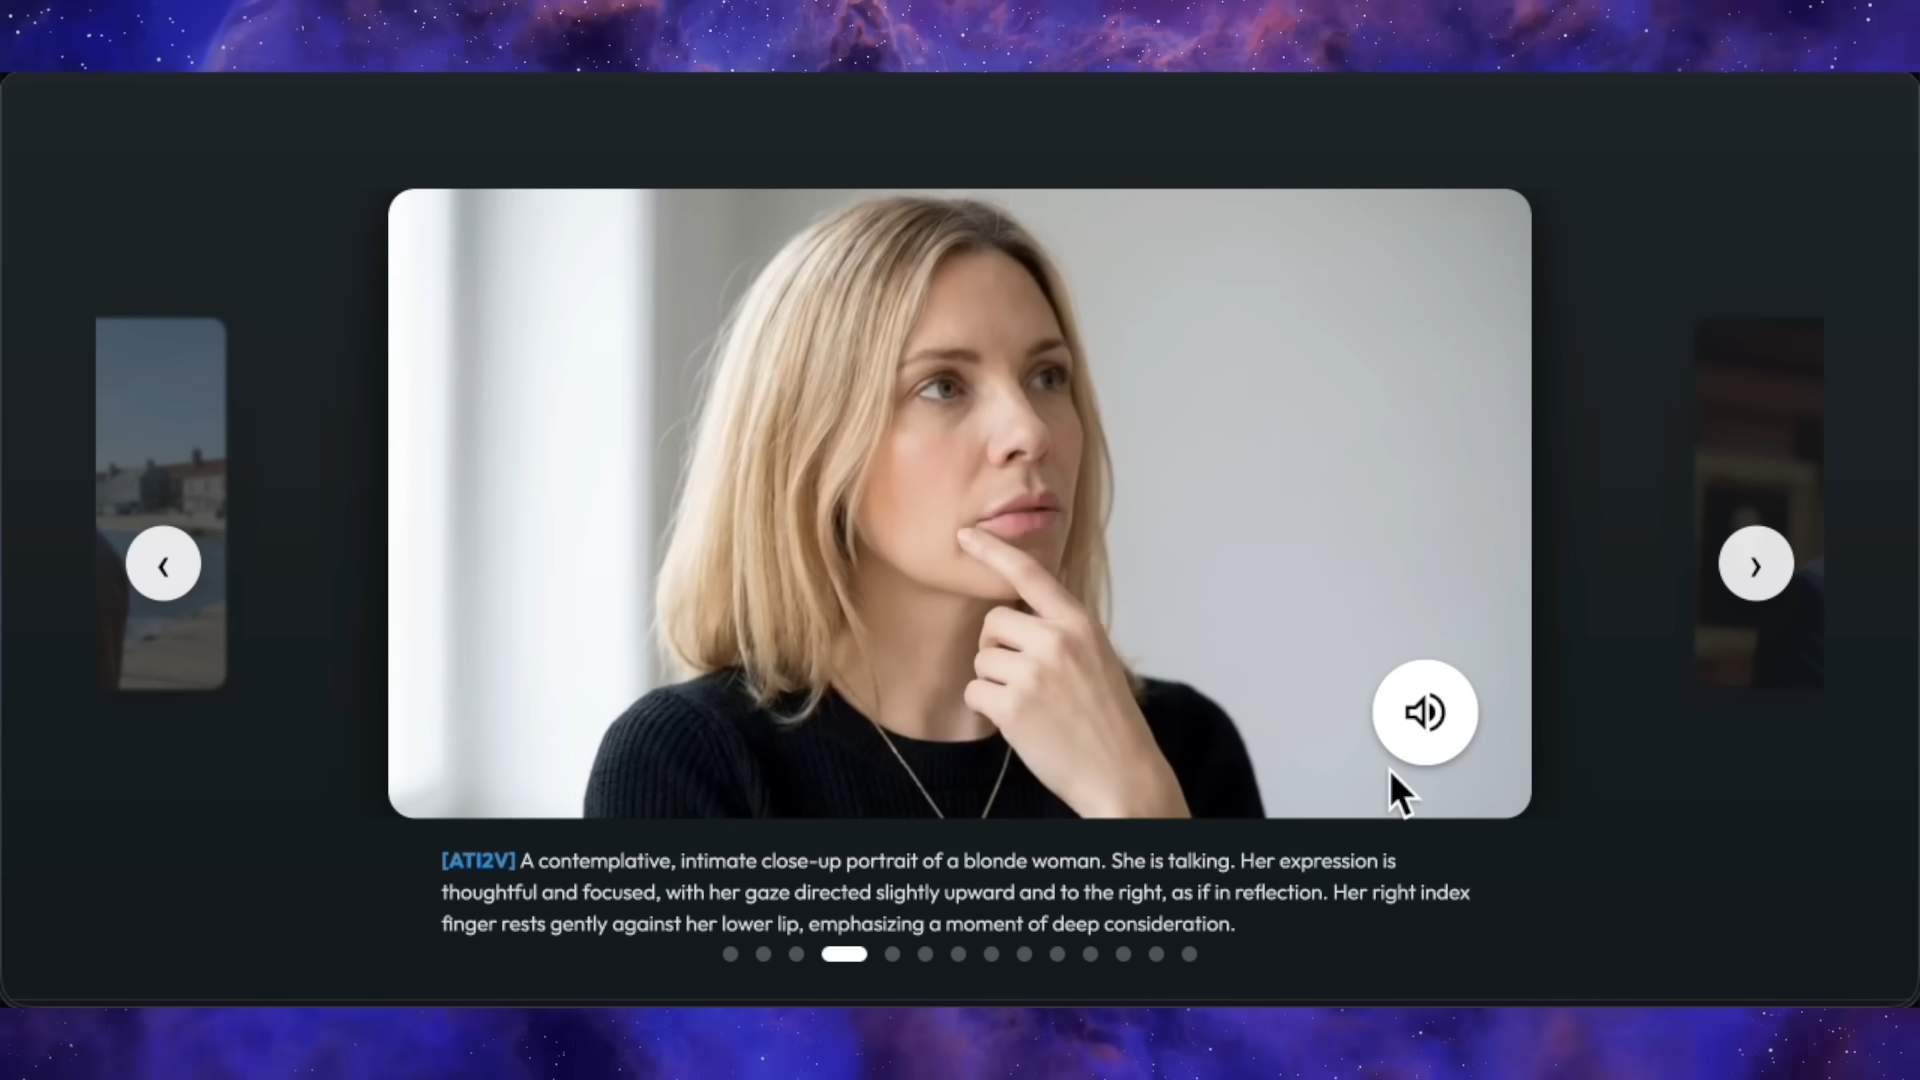 [ATI2V] A contemplative, intimate close-up portrait of a blonde woman. She is talking. Her expression is
thoughtful and focused, with her gaze directed slightly upward and to the right, as if in reflection. Her right index
finger rests gently against her lower lip, emphasizing a moment of deep consideration.